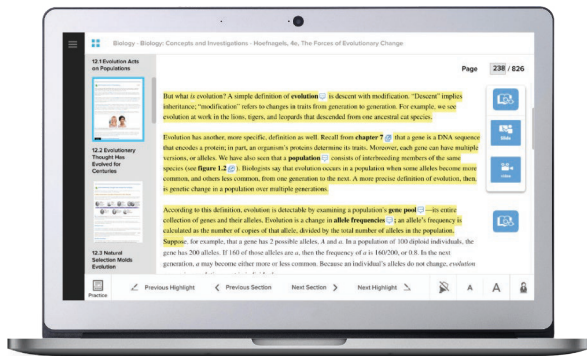 Biology - Biology: Concepts and Investigations - Hoefnagels, 4e, The Forces of Evolutionary Change
12.1 Evolution Acts
on Populations
12.2 Evolutionary
Thought Has
Evolved for
Centuries
12.3 Natural
Selection Molds
Evolution
Page 238 / 826
But what is evolution? A simple definition of evolution is descent with modification. "Descent" implies
inheritance; "modification" refers to changes in traits from generation to generation. For example, we see
evolution at work in the lions, tigers, and leopards that descended from one ancestral cat species.
Evolution has another, more specific, definition as well. Recall from chapter 7 that a gene is a DNA sequence
that encodes a protein; in part, an organism's proteins determine its traits. Moreover, each gene can have multiple
versions, or alleles. We have also seen that a population consists of interbreeding members of the same
species (see figure 1.2). Biologists say that evolution occurs in a population when some alleles become more
common, and others less common, from one generation to the next. A more precise definition of evolution, then,
is genetic change in a population over multiple generations.
According to this definition, evolution is detectable by examining a population's gene pool—its entire
collection of genes and their alleles. Evolution is a change in allele frequencies; an allele's frequency is
calculated as the number of copies of that allele, divided by the total number of alleles in the population.
Suppose, for example, that a gene has 2 possible alleles, A and a. In a population of 100 diploid individuals, the
gene has 200 alleles. If 160 of those alleles are a, then the frequency of a is 160/200, or 0.8. In the next
generation, a may become either more or less common. Because an individual's alleles do not change, evolution
Slide
Practice
Previous Highlight
Previous Section
Next Section
Next Highlight
A
A